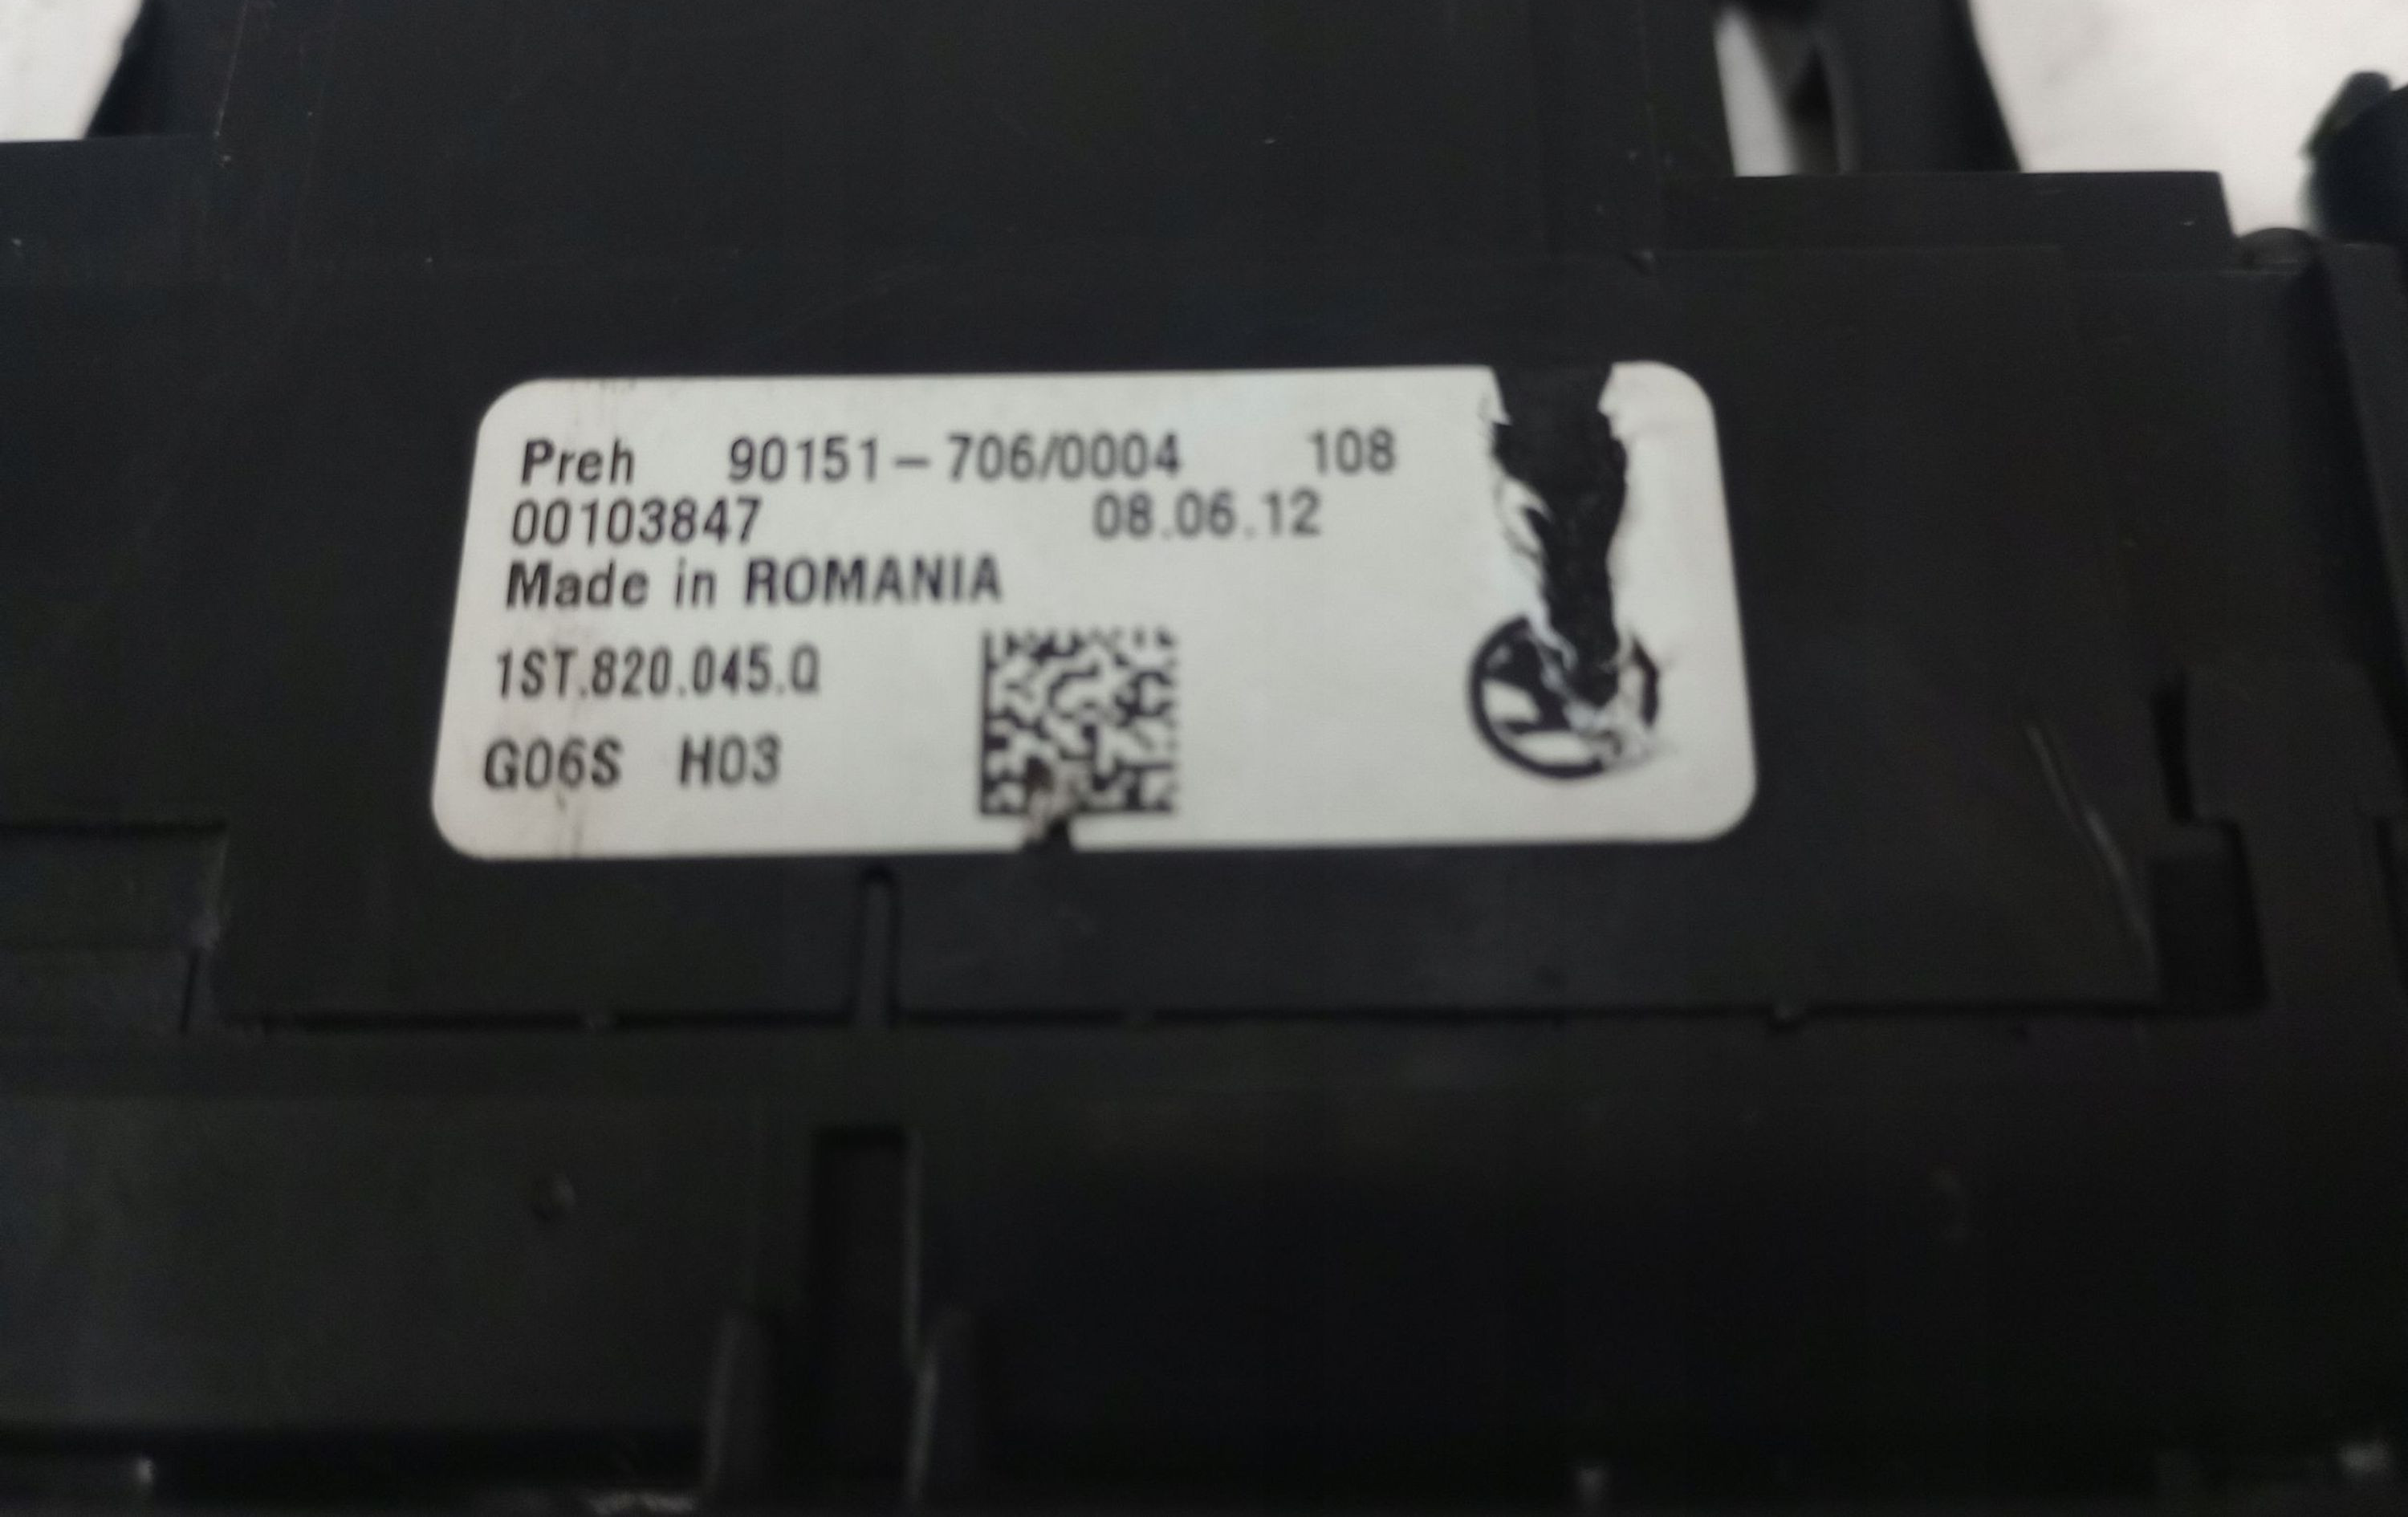 Preh 90151-706/0004 108
00103847 08.06.12
Made in ROMANIA
1ST.820.045.Q
G06S H03